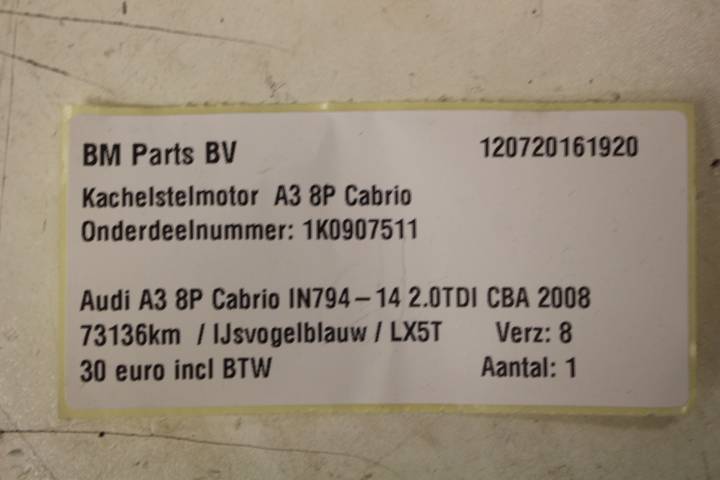 BM Parts BV 120720161920
Kachelstelmotor A3 8P Cabrio
Onderdeelnummer: 1K0907511
Audi A3 8P Cabrio IN794-14 2.0TDI CBA 2008
73136km / IJsvogelblauw / LX5T Verz: 8
30 euro incl BTW Aantal: 1